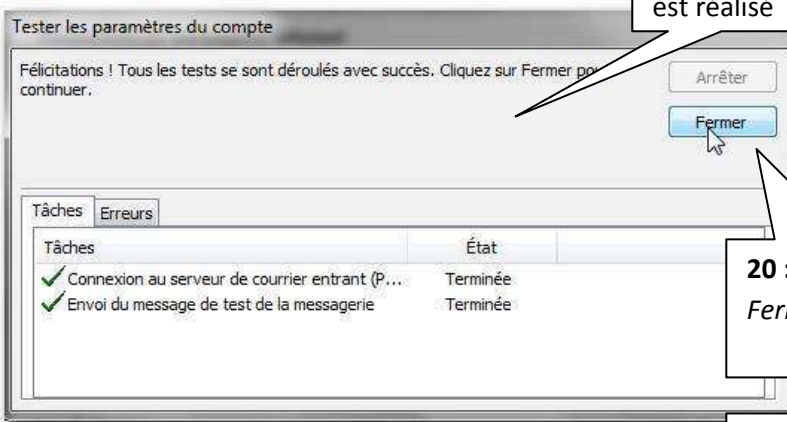 est réalisé
Tester les paramètres du compte
Félicitations ! Tous les tests se sont déroulés avec succès. Cliquez sur Fermer
continuer.
Arrêter
Fermer
Tâches Erreurs
Tâches État
Connexion au serveur de courrier entrant (P... Terminée
Envoi du message de test de la messagerie Terminée
20 :